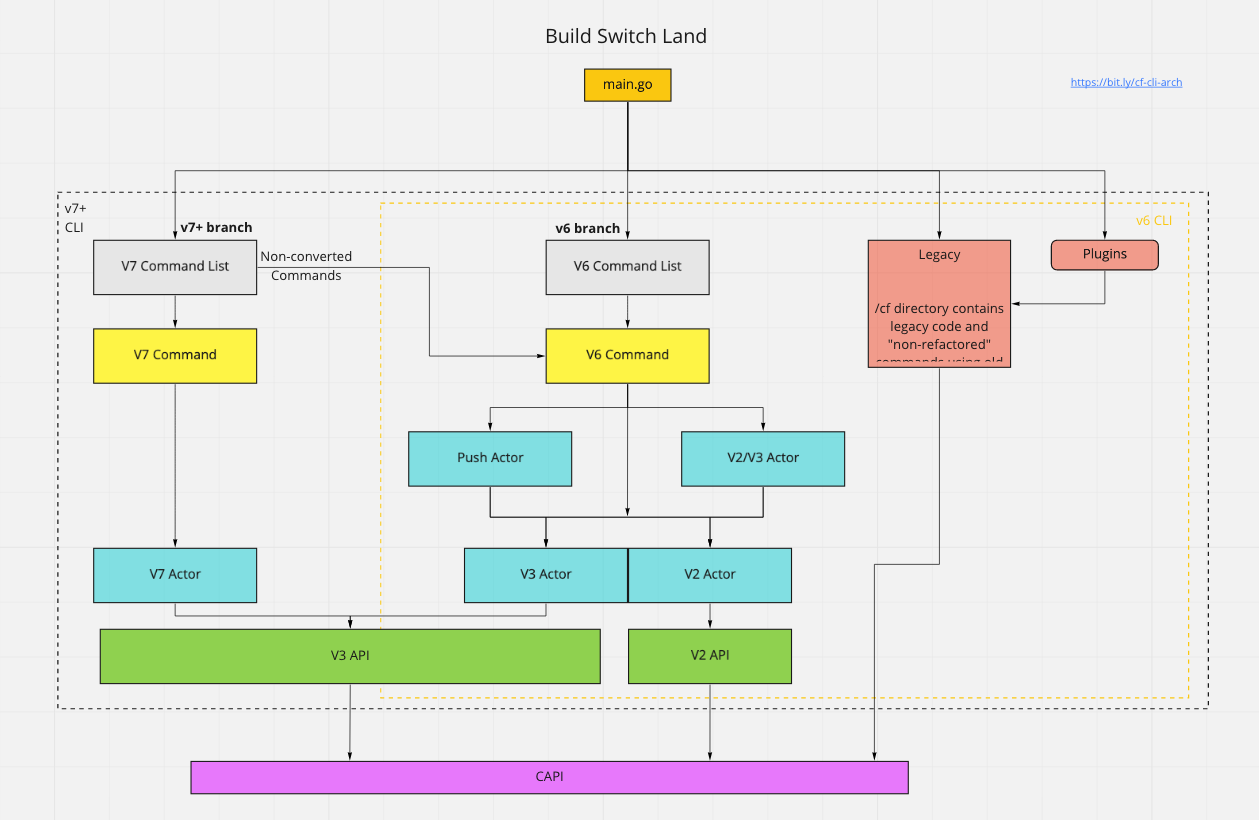 Build Switch Land
main.go
https://bit.ly/cf-cli-arch
v7+
CLI
v7+ branch
v6 branch
v6 CLI
V7 Command List
Non-converted
Commands
V6 Command List
Legacy
/cf directory contains
legacy code and
"non-refactored"
commands using old
Plugins
V7 Command
V6 Command
Push Actor
V2/V3 Actor
V7 Actor
V3 Actor
V2 Actor
V3 API
V2 API
CAPI